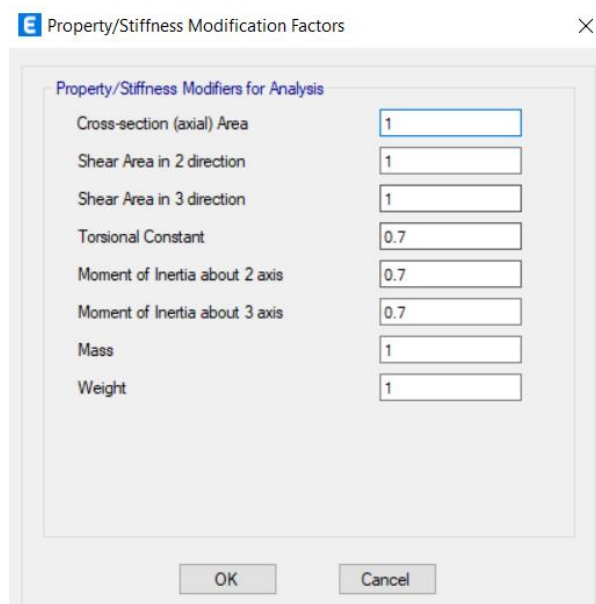 E Property/Stiffness Modification Factors
Property/Stiffness Modifiers for Analysis
Cross-section (axial) Area 1
Shear Area in 2 direction 1
Shear Area in 3 direction 1
Torsional Constant 0.7
Moment of Inertia about 2 axis 0.7
Moment of Inertia about 3 axis 0.7
Mass 1
Weight 1
OK Cancel